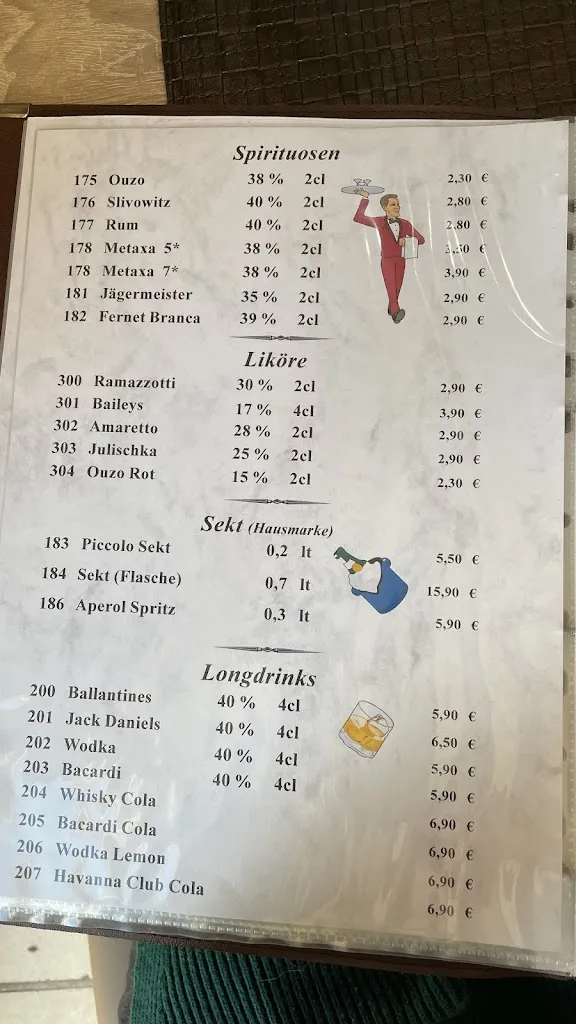 Spirituosen
175 Ouzo 38 % 2cl 2,30 €
176 Slivowitz 40 % 2cl 2,80 €
177 Rum 40 % 2cl 2,80 €
178 Metaxa 5* 38 % 2cl 3,50 €
178 Metaxa 7* 38 % 2cl 3,90 €
181 Jägermeister 35 % 2cl 2,90 €
182 Fernet Branca 39 % 2cl 2,90 €
Liköre
300 Ramazzotti 30 % 2cl 2,90 €
301 Baileys 17 % 4cl 3,90 €
302 Amaretto 28 % 2cl 2,90 €
303 Julischka 25 % 2cl 2,90 €
304 Ouzo Rot 15 % 2cl 2,30 €
Sekt (Hausmarke)
183 Piccolo Sekt 0,2 lt 5,50 €
184 Sekt (Flasche) 0,7 lt 15,90 €
186 Aperol Spritz 0,3 lt 5,90 €
Longdrinks
200 Ballantines 40 % 4cl 5,90 €
201 Jack Daniels 40 % 4cl 6,50 €
202 Wodka 40 % 4cl 5,90 €
203 Bacardi 40 % 4cl 5,90 €
204 Whisky Cola 6,90 €
205 Bacardi Cola 6,90 €
206 Wodka Lemon 6,90 €
207 Havanna Club Cola 6,90 €